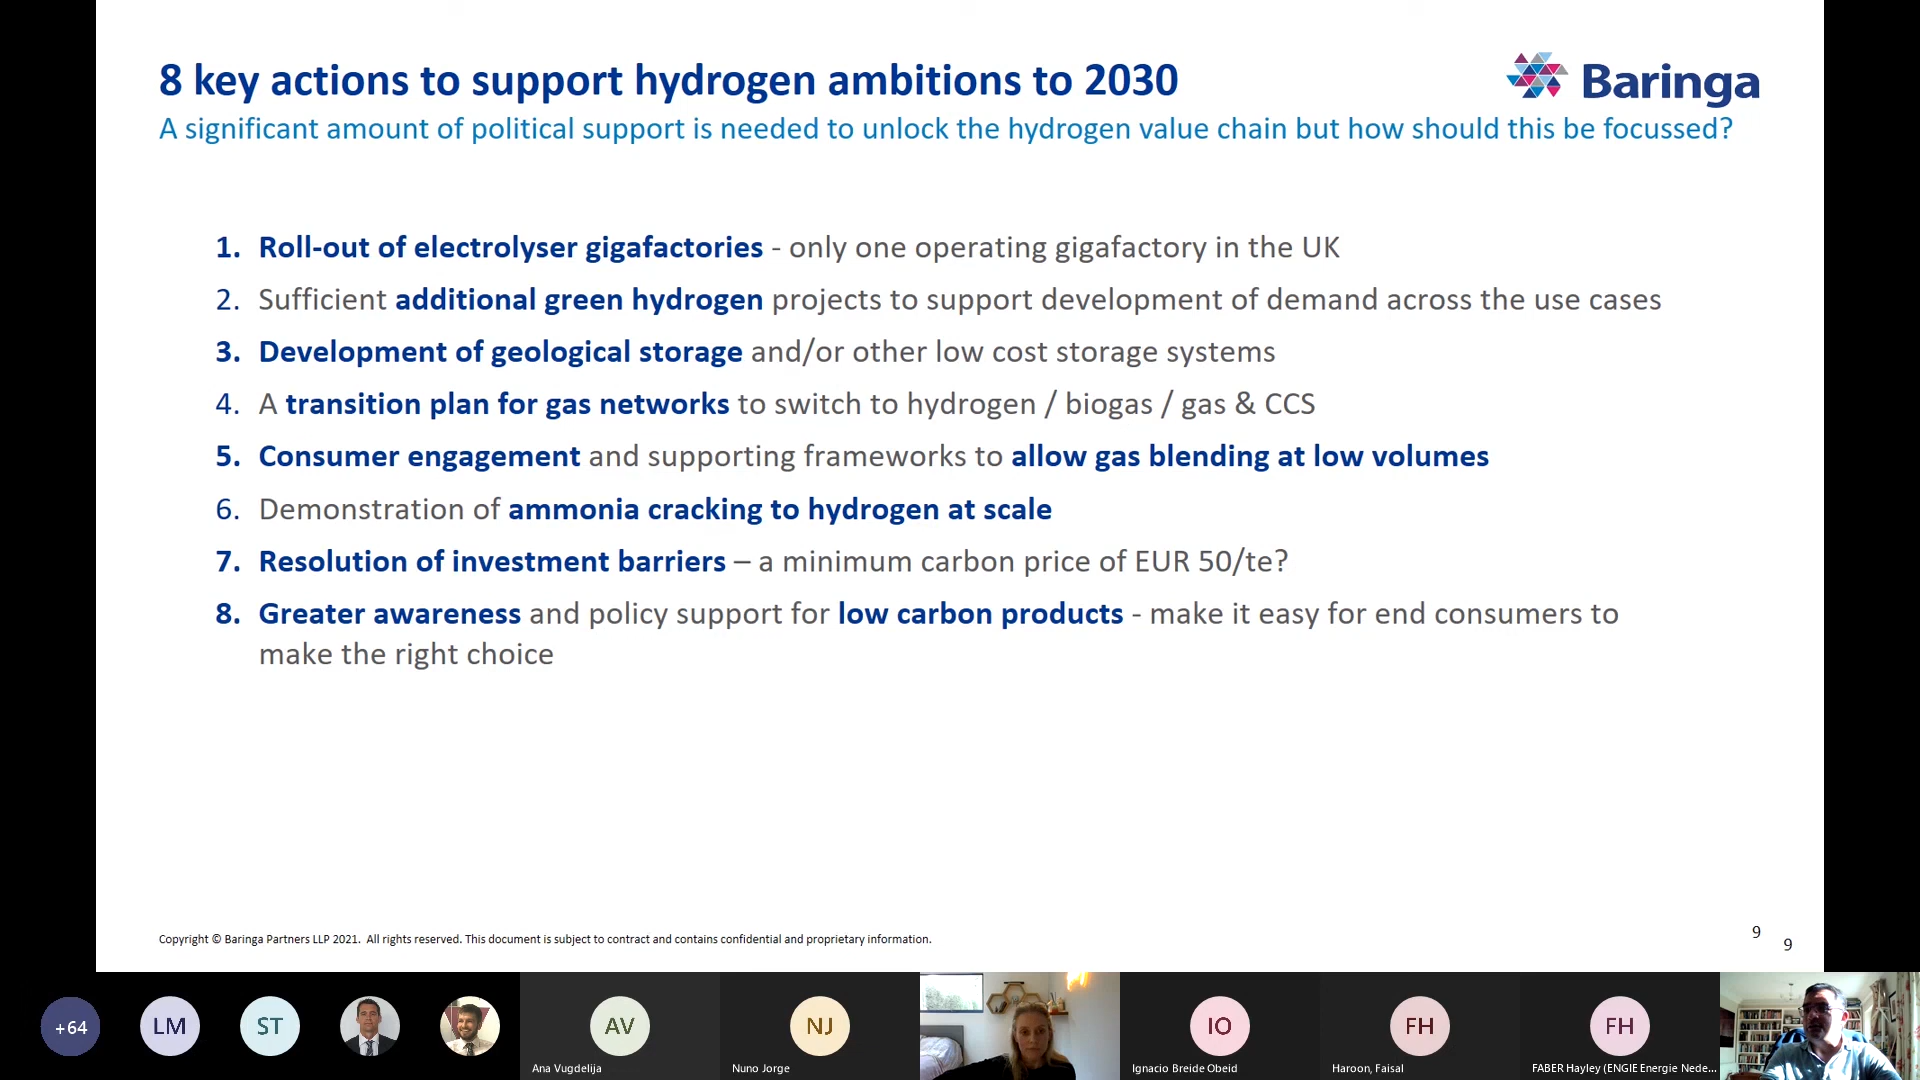 8 key actions to support hydrogen ambitions to 2030
Baringa
A significant amount of political support is needed to unlock the hydrogen value chain but how should this be focussed?
1. Roll-out of electrolyser gigafactories - only one operating gigafactory in the UK
2. Sufficient additional green hydrogen projects to support development of demand across the use cases
3. Development of geological storage and/or other low cost storage systems
4. A transition plan for gas networks to switch to hydrogen / biogas / gas & CCS
5. Consumer engagement and supporting frameworks to allow gas blending at low volumes
6. Demonstration of ammonia cracking to hydrogen at scale
7. Resolution of investment barriers – a minimum carbon price of EUR 50/te?
8. Greater awareness and policy support for low carbon products - make it easy for end consumers to
make the right choice
Copyright © Baringa Partners LLP 2021. All rights reserved. This document is subject to contract and contains confidential and proprietary information.
9
9
+64
LM
ST
AV
NJ
IO
FH
FH
Ana Vugdelija
Nuno Jorge
Ignacio Breide Obeid
Haroon, Faisal
FABER Hayley (ENGIE Energie Nede...